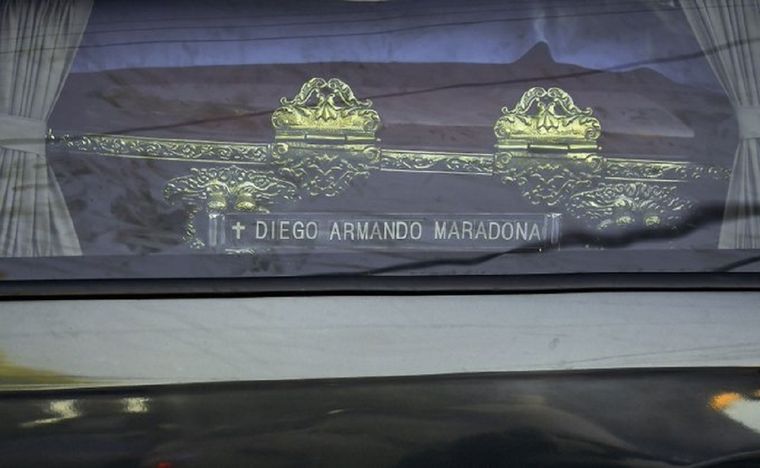 ✝ DIEGO ARMANDO MARADONA